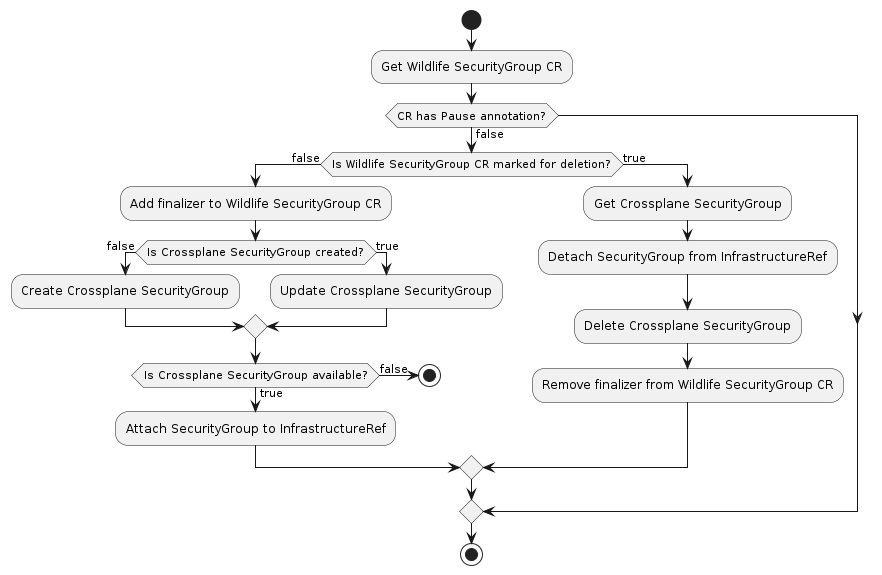 Get Wildlife SecurityGroup CR
CR has Pause annotation?
false
false
Is Wildlife SecurityGroup CR marked for deletion?
true
Add finalizer to Wildlife SecurityGroup CR
Get Crossplane SecurityGroup
false
Is Crossplane SecurityGroup created?
true
Detach SecurityGroup from InfrastructureRef
Create Crossplane SecurityGroup
Update Crossplane SecurityGroup
Delete Crossplane SecurityGroup
Is Crossplane SecurityGroup available?
false
Remove finalizer from Wildlife SecurityGroup CR
true
Attach SecurityGroup to InfrastructureRef